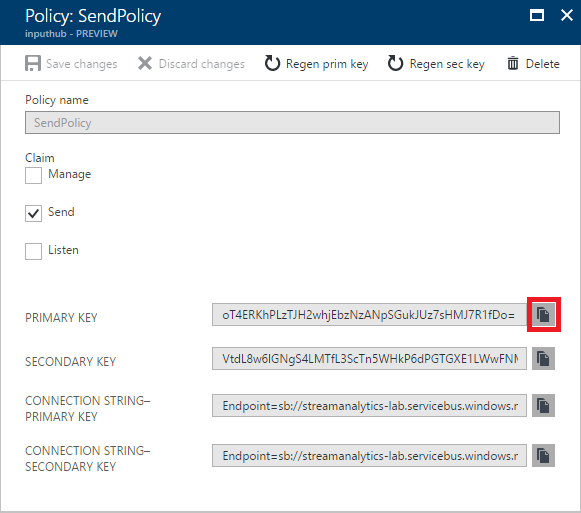 Policy: SendPolicy
inputhub - PREVIEW
Save changes Discard changes Regen prim key Regen sec key Delete
Policy name
SendPolicy
Claim
Manage
Send
Listen
PRIMARY KEY oT4ERKhPLzTJH2whjEbzNzANpSGukJUz7sHMJ7R1fDo=
SECONDARY KEY VtdL8w6IGNgS4LMTfL3ScTn5WHkP6dPGTGXE1LWwFNM
CONNECTION STRING–
PRIMARY KEY
Endpoint=sb://streamanalytics-lab.servicebus.windows.r
CONNECTION STRING–
SECONDARY KEY
Endpoint=sb://streamanalytics-lab.servicebus.windows.r